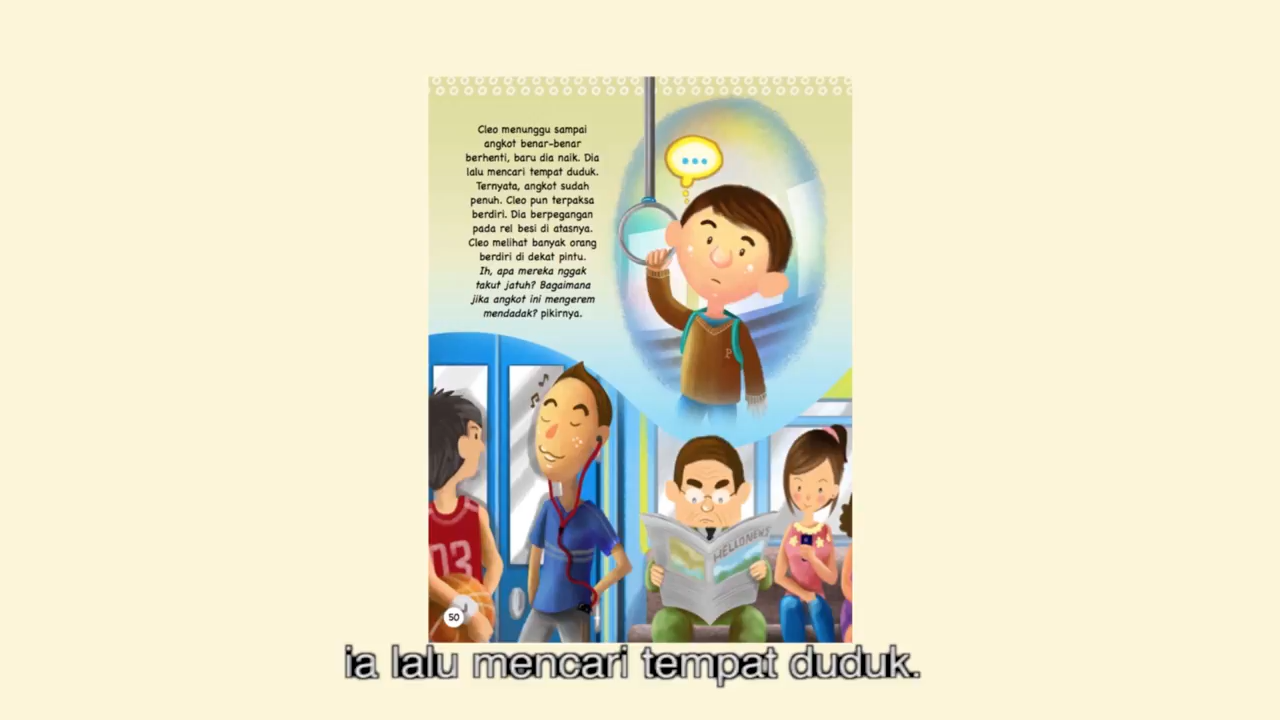 Cleo menunggu sampai
angkot benar-benar
berhenti, baru dia naik. Dia
lalu mencari tempat duduk.
Ternyata, angkot sudah
penuh. Cleo pun terpaksa
berdiri. Dia berpegangan
pada rel besi di atasnya.
Cleo melihat banyak orang
berdiri di dekat pintu.
Ih, apa mereka nggak
takut jatuh? Bagaimana
jika angkot ini mengerem
mendadak? pikirnya.
P
HELLONEWS
03
50
ia lalu mencari tempat duduk.